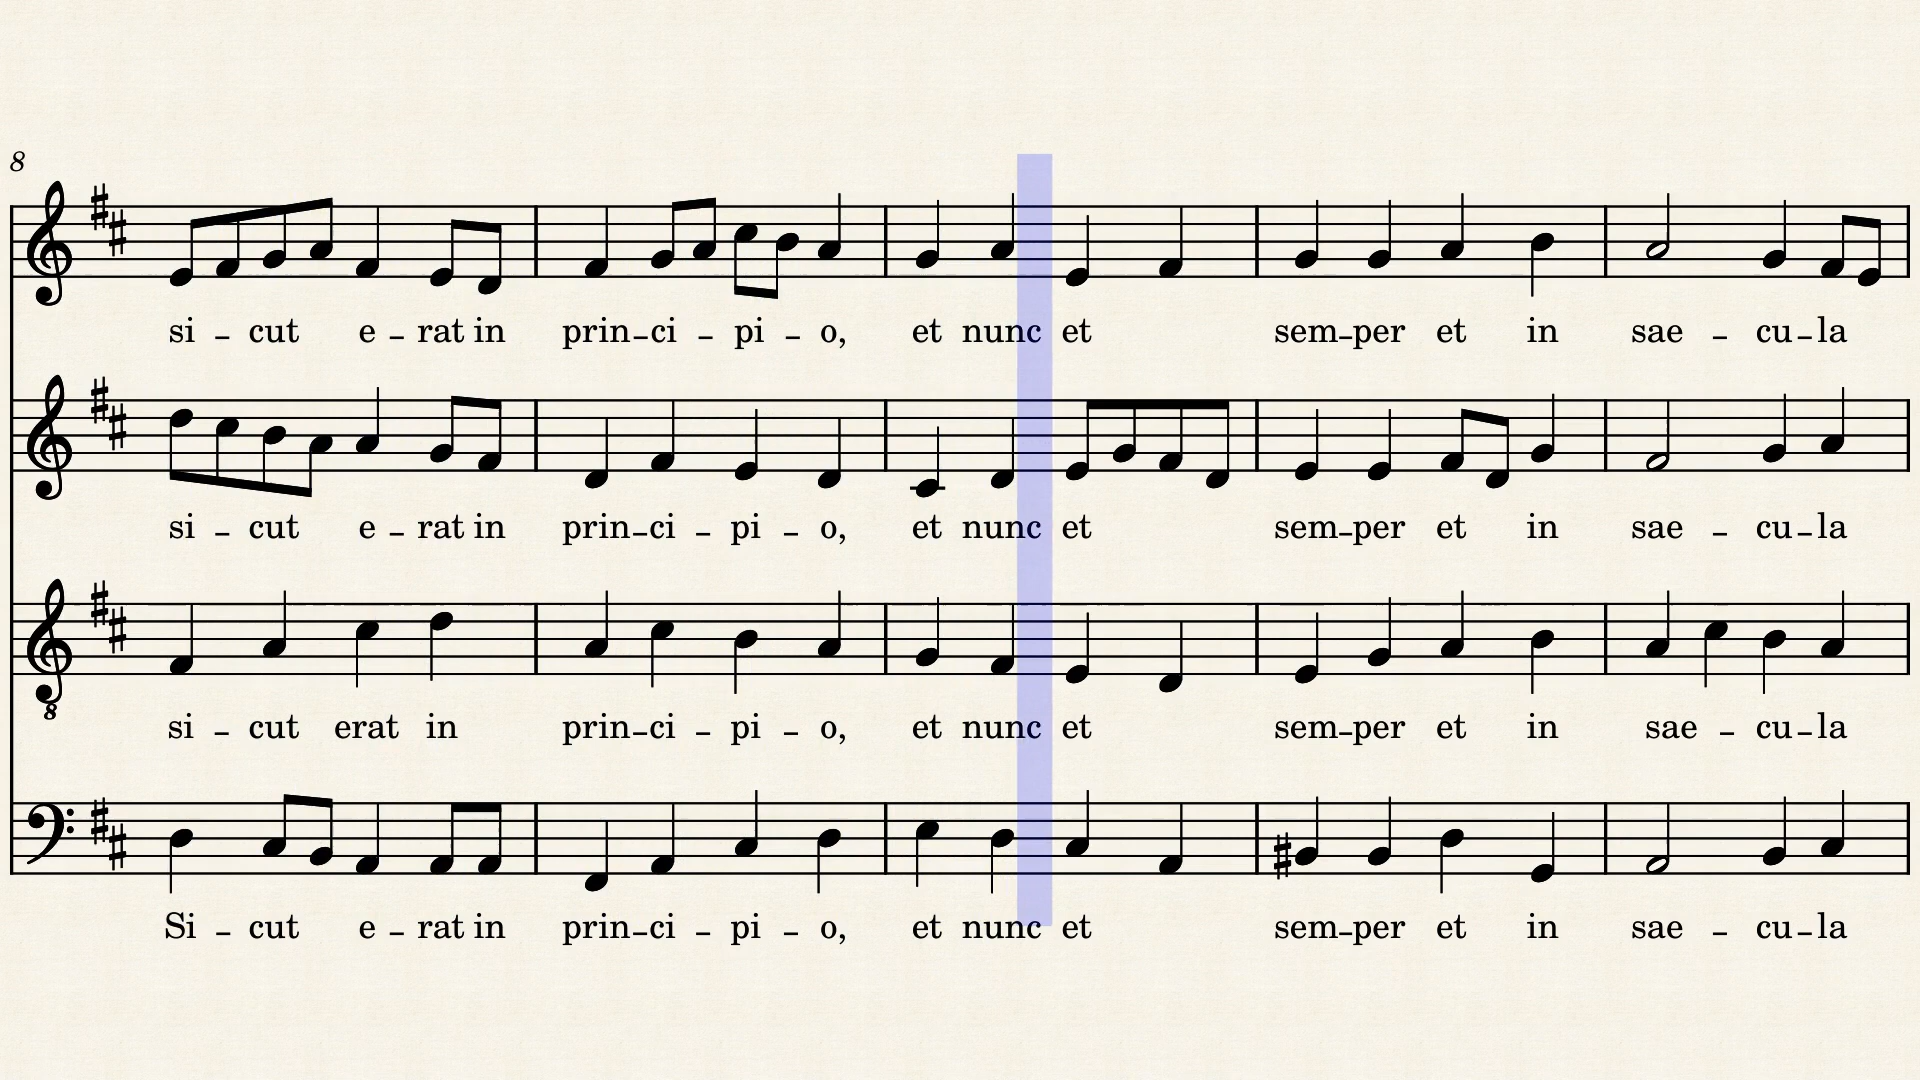 8
si – cut e – rat in prin–ci – pi – o, et nunc et sem–per et in sae – cu–la
si – cut e – rat in prin–ci – pi – o, et nunc et sem–per et in sae – cu–la
8
si – cut erat in prin–ci – pi – o, et nunc et sem–per et in sae – cu–la
Si – cut e – rat in prin–ci – pi – o, et nunc et sem–per et in sae – cu–la